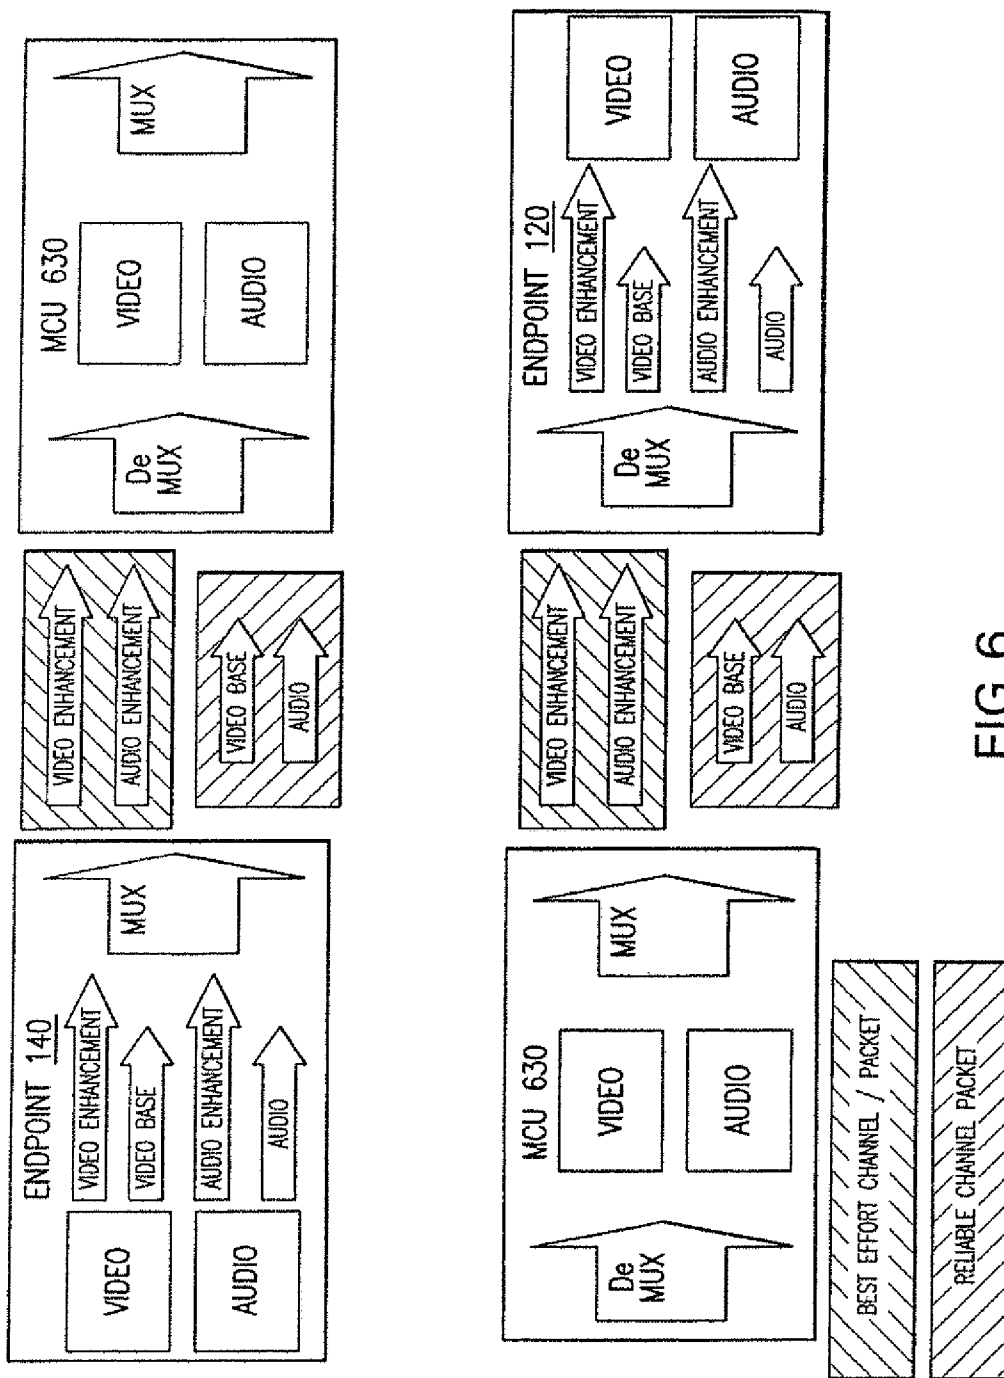 ENDPOINT 140
VIDEO
AUDIO
VIDEO ENHANCEMENT
VIDEO BASE
AUDIO ENHANCEMENT
AUDIO
MUX
VIDEO ENHANCEMENT
AUDIO ENHANCEMENT
VIDEO BASE
AUDIO
MCU 630
De
MUX
VIDEO
AUDIO
MUX
MCU 630
De
MUX
VIDEO
AUDIO
MUX
VIDEO ENHANCEMENT
AUDIO ENHANCEMENT
VIDEO BASE
AUDIO
ENDPOINT 120
De
MUX
VIDEO ENHANCEMENT
VIDEO BASE
AUDIO ENHANCEMENT
AUDIO
VIDEO
AUDIO
BEST EFFORT CHANNEL / PACKET
RELIABLE CHANNEL PACKET
FIG 6